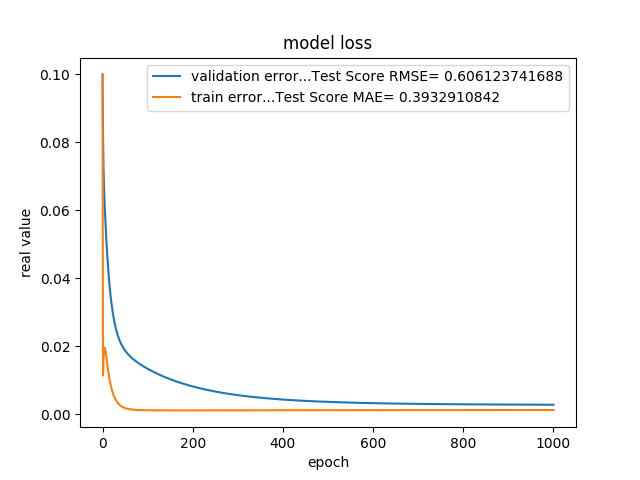 model loss
validation error...Test Score RMSE= 0.606123741688
train error...Test Score MAE= 0.3932910842
0.10
0.08
0.06
0.04
0.02
0.00
real value
0 200 400 600 800 1000
epoch